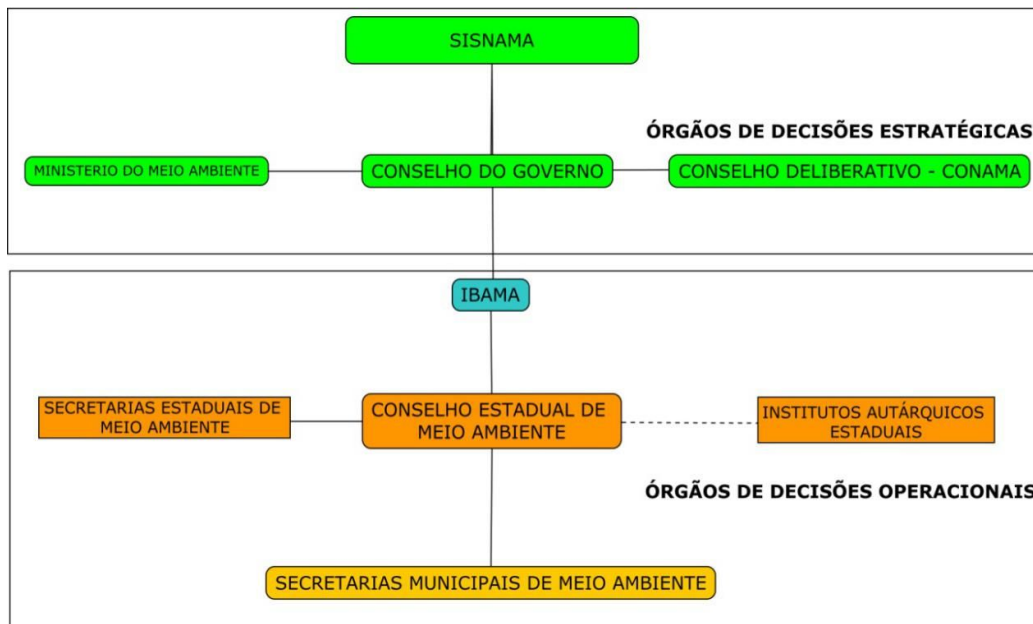 SISNAMA
ÓRGÃOS DE DECISÕES ESTRATÉGICAS
MINISTERIO DO MEIO AMBIENTE
CONSELHO DO GOVERNO
CONSELHO DELIBERATIVO - CONAMA
IBAMA
SECRETARIAS ESTADUAIS DE
MEIO AMBIENTE
CONSELHO ESTADUAL DE
MEIO AMBIENTE
INSTITUTOS AUTÁRQUICOS
ESTADUAIS
ÓRGÃOS DE DECISÕES OPERACIONAIS
SECRETARIAS MUNICIPAIS DE MEIO AMBIENTE